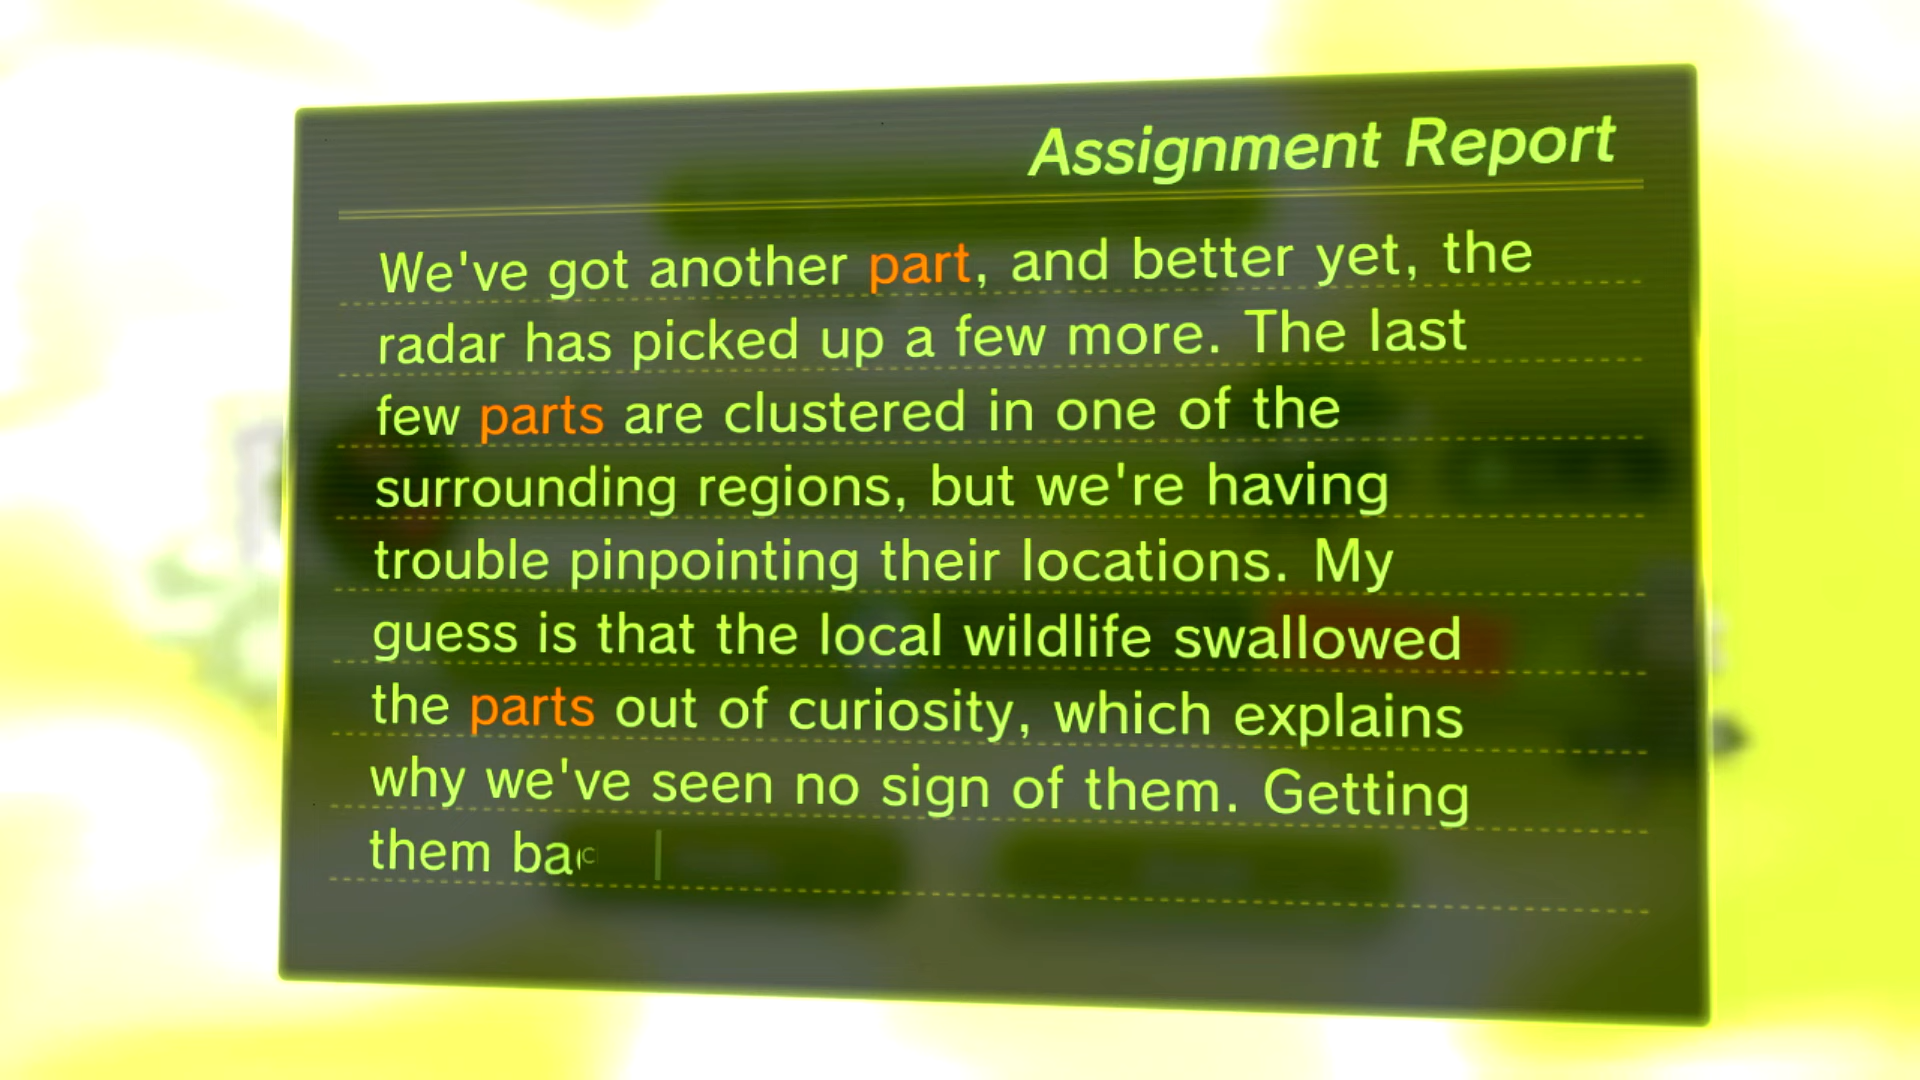 Assignment Report
We've got another part, and better yet, the
radar has picked up a few more. The last
few parts are clustered in one of the
surrounding regions, but we're having
trouble pinpointing their locations. My
guess is that the local wildlife swallowed
the parts out of curiosity, which explains
why we've seen no sign of them. Getting
them bac